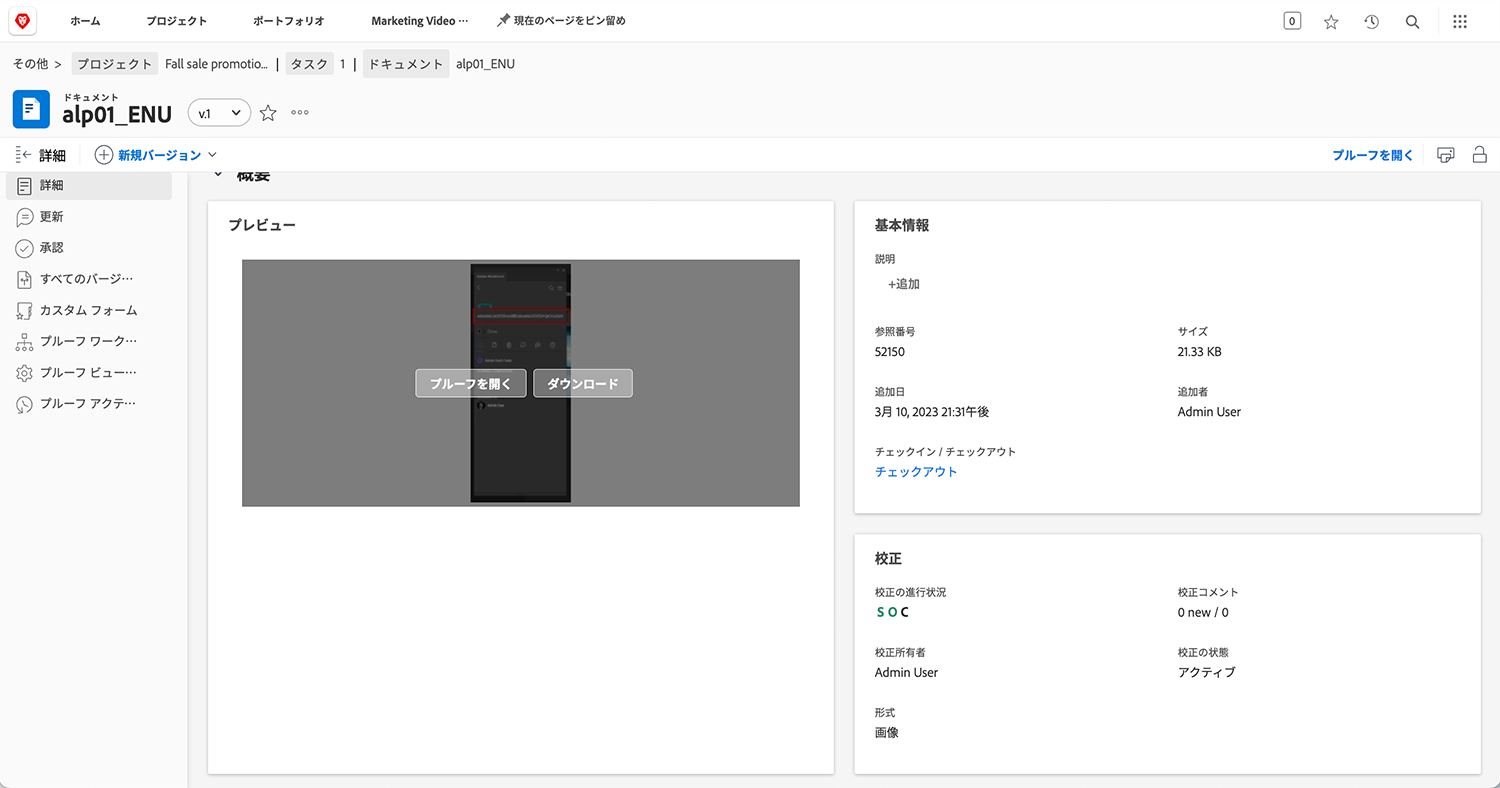 ホーム プロジェクト ポートフォリオ Marketing Video ··· 現在のページをピン留め 0
その他 > プロジェクト Fall sale promotio... | タスク 1 | ドキュメント alp01_ENU
ドキュメント
alp01_ENU v.1
詳細 新規バージョン プルーフを開く
詳細
更新
承認
すべてのバージ···
カスタム フォーム
プルーフ ワーク···
プルーフ ビュー···
プルーフ アクテ···
概要
プレビュー
プルーフを開く ダウンロード
基本情報
説明
+追加
参照番号 サイズ
52150 21.33 KB
追加日 追加者
3月 10, 2023 21:31午後 Admin User
チェックイン / チェックアウト
チェックアウト
校正
校正の進行状況 校正コメント
S O C 0 new / 0
校正所有者 校正の状態
Admin User アクティブ
形式
画像